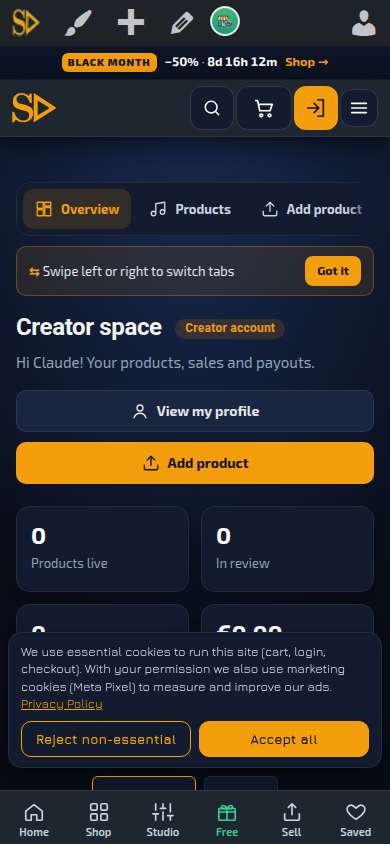 BLACK MONTH −50% · 8d 16h 12m Shop →
Overview Products Add product
⇆ Swipe left or right to switch tabs Got it
Creator space Creator account
Hi Claude! Your products, sales and payouts.
View my profile
Add product
0 0
Products live In review
0 €0.00
We use essential cookies to run this site (cart, login,
checkout). With your permission we also use marketing
cookies (Meta Pixel) to measure and improve our ads.
Privacy Policy
Reject non-essential Accept all
Home Shop Studio Free Sell Saved